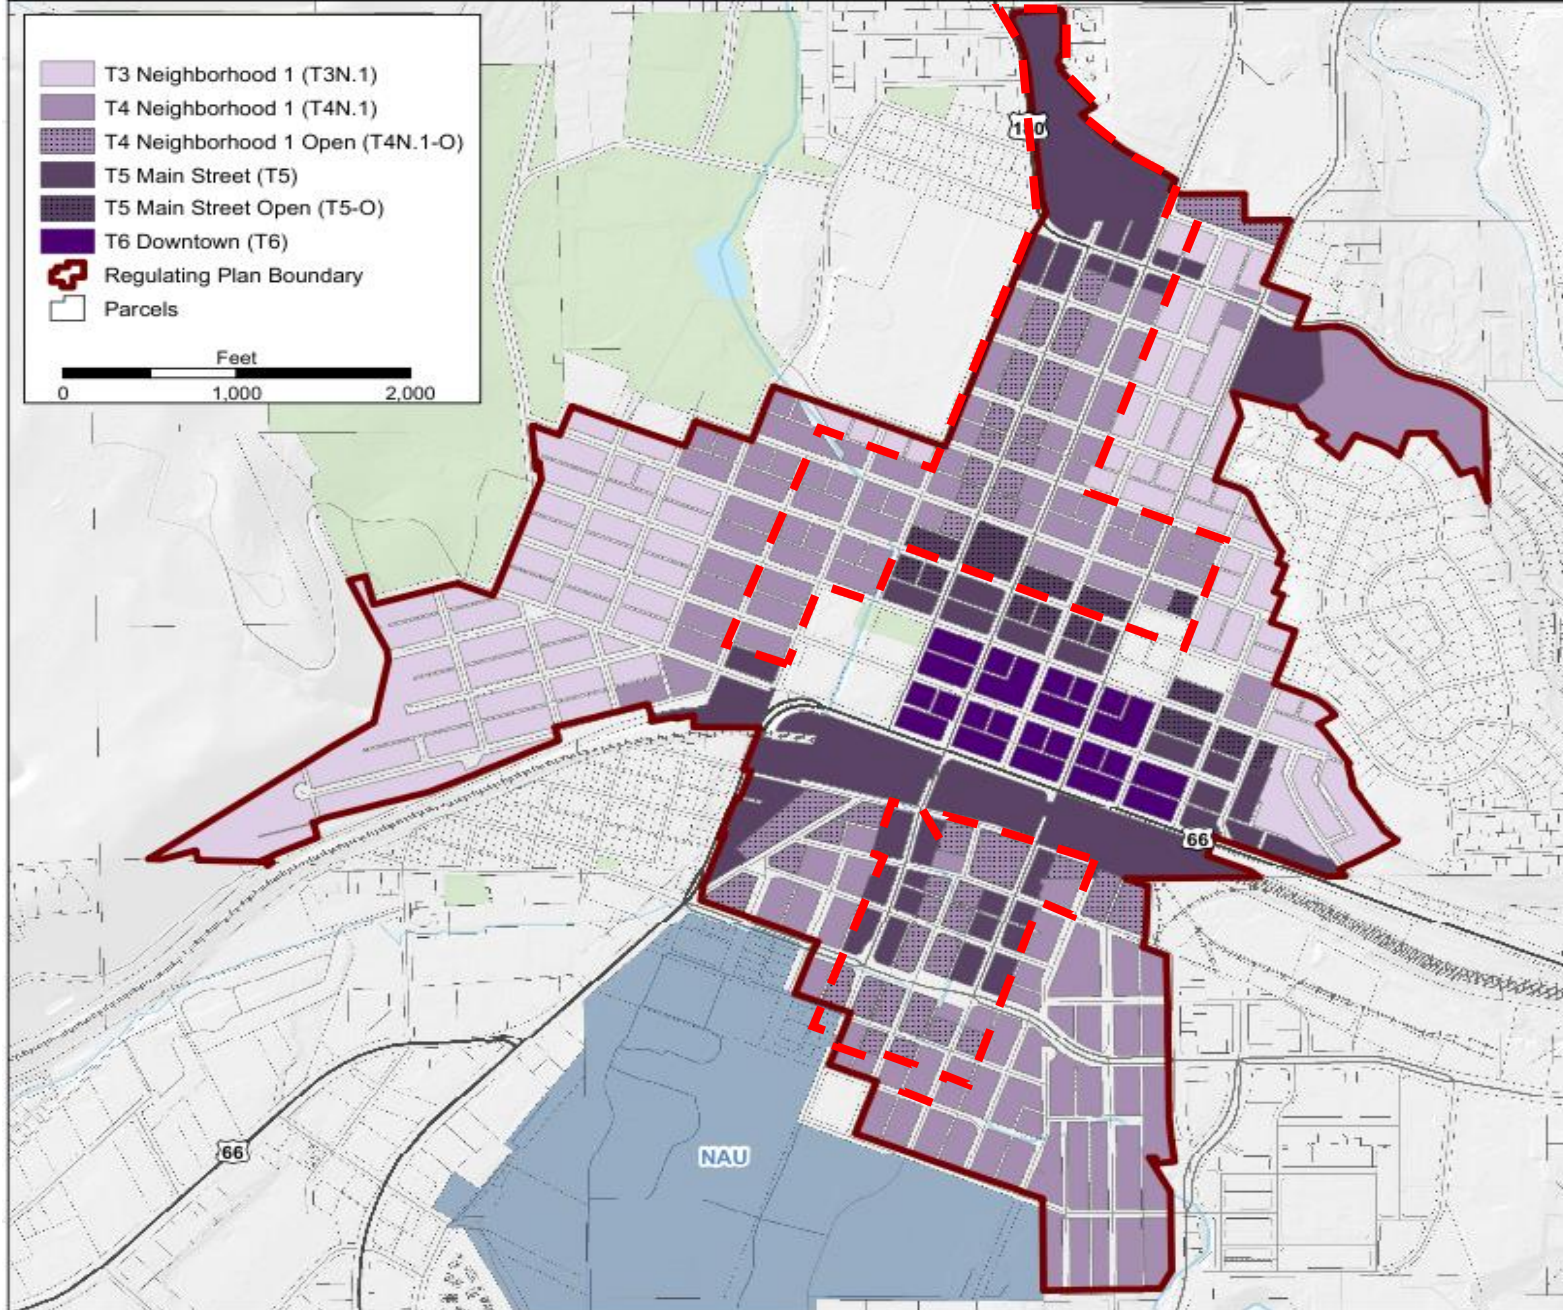 T3 Neighborhood 1 (T3N.1)
T4 Neighborhood 1 (T4N.1)
T4 Neighborhood 1 Open (T4N.1-O)
T5 Main Street (T5)
T5 Main Street Open (T5-O)
T6 Downtown (T6)
Regulating Plan Boundary
Parcels
Feet
0 1,000 2,000
180
66
66
NAU